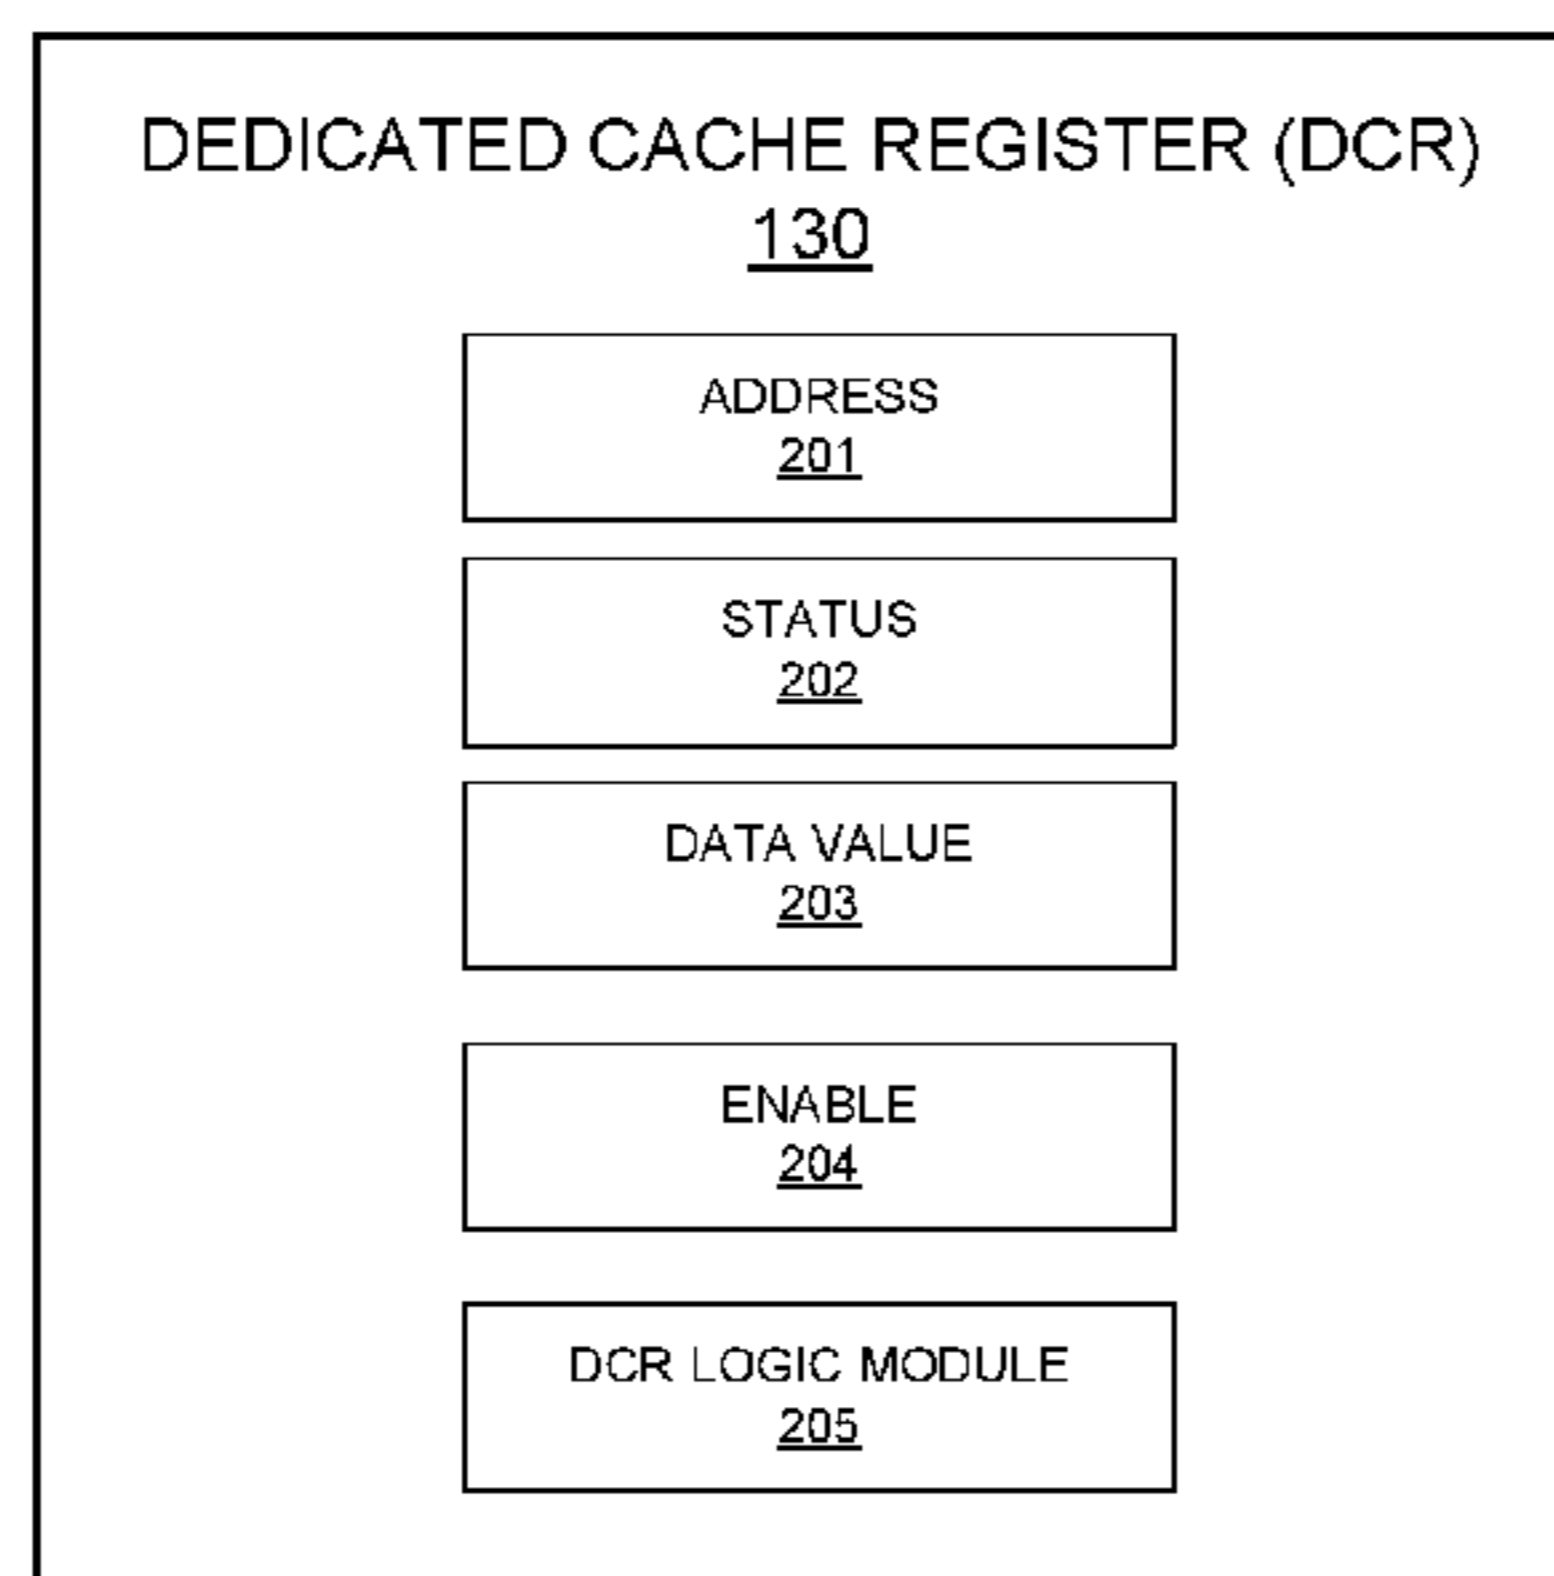 DEDICATED CACHE REGISTER (DCR)
130
ADDRESS
201
STATUS
202
DATA VALUE
203
ENABLE
204
DCR LOGIC MODULE
205